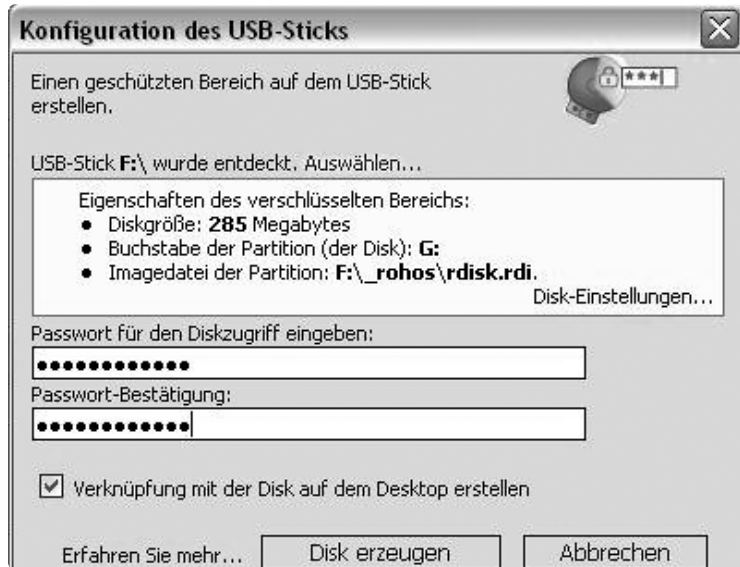 Konfiguration des USB-Sticks
Einen geschützten Bereich auf dem USB-Stick
erstellen.
***
USB-Stick F:\ wurde entdeckt. Auswählen...
Eigenschaften des verschlüsselten Bereichs:
● Diskgröße: 285 Megabytes
● Buchstabe der Partition (der Disk): G:
● Imagedatei der Partition: F:\_rohos\rdisk.rdi.
Disk-Einstellungen...
Passwort für den Diskzugriff eingeben:
●●●●●●●●●●●●
Passwort-Bestätigung:
●●●●●●●●●●●●
Verknüpfung mit der Disk auf dem Desktop erstellen
Erfahren Sie mehr... Disk erzeugen Abbrechen